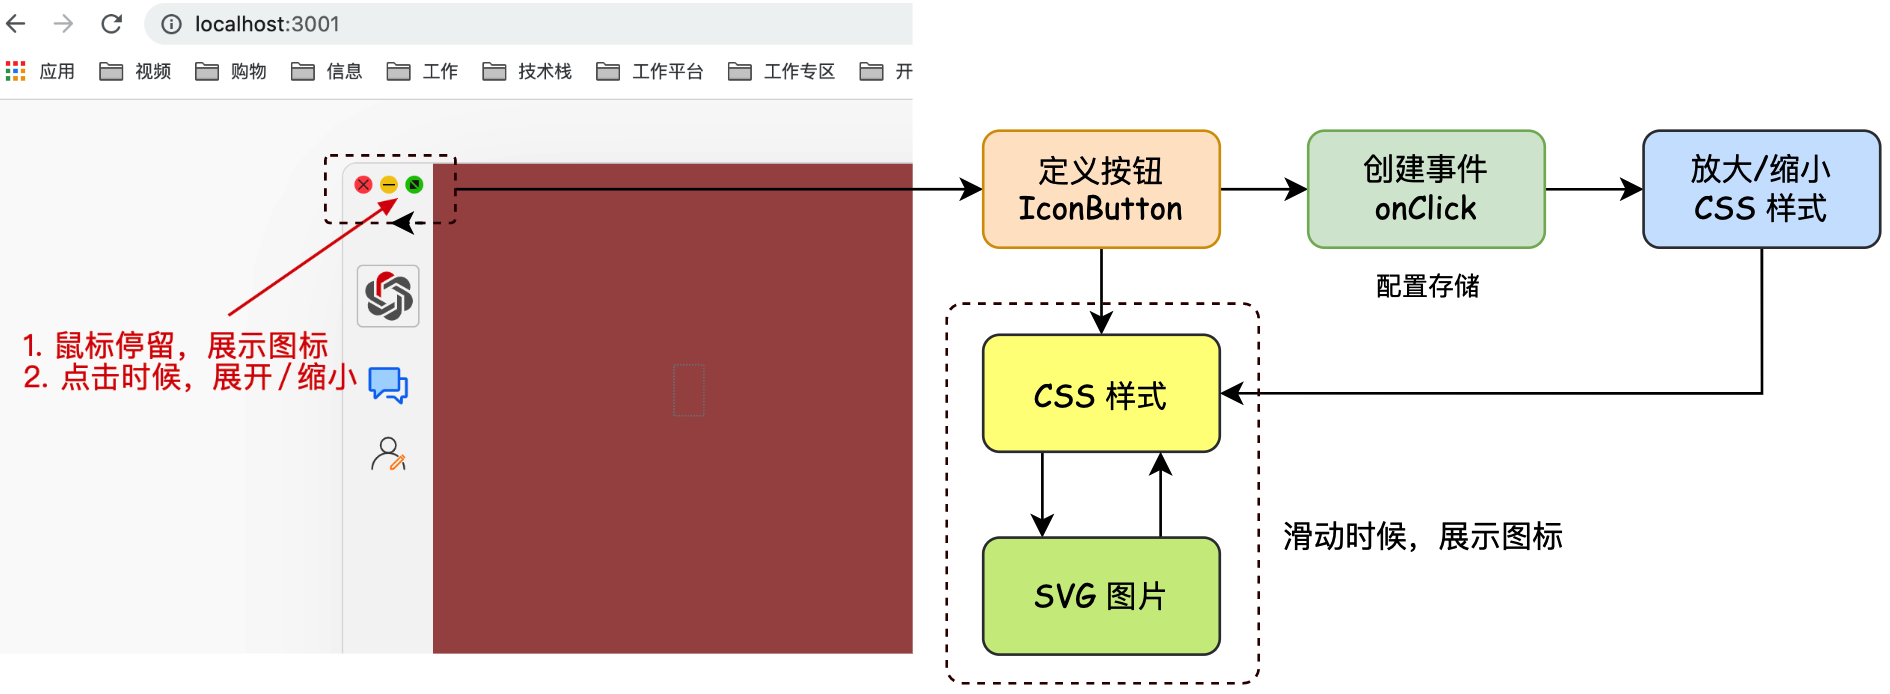 localhost:3001
应用 视频 购物 信息 工作 技术栈 工作平台 工作专区 开
1. 鼠标停留，展示图标
2. 点击时候，展开/缩小
定义按钮
IconButton
创建事件
onClick
放大/缩小
CSS 样式
配置存储
CSS 样式
滑动时候，展示图标
SVG 图片